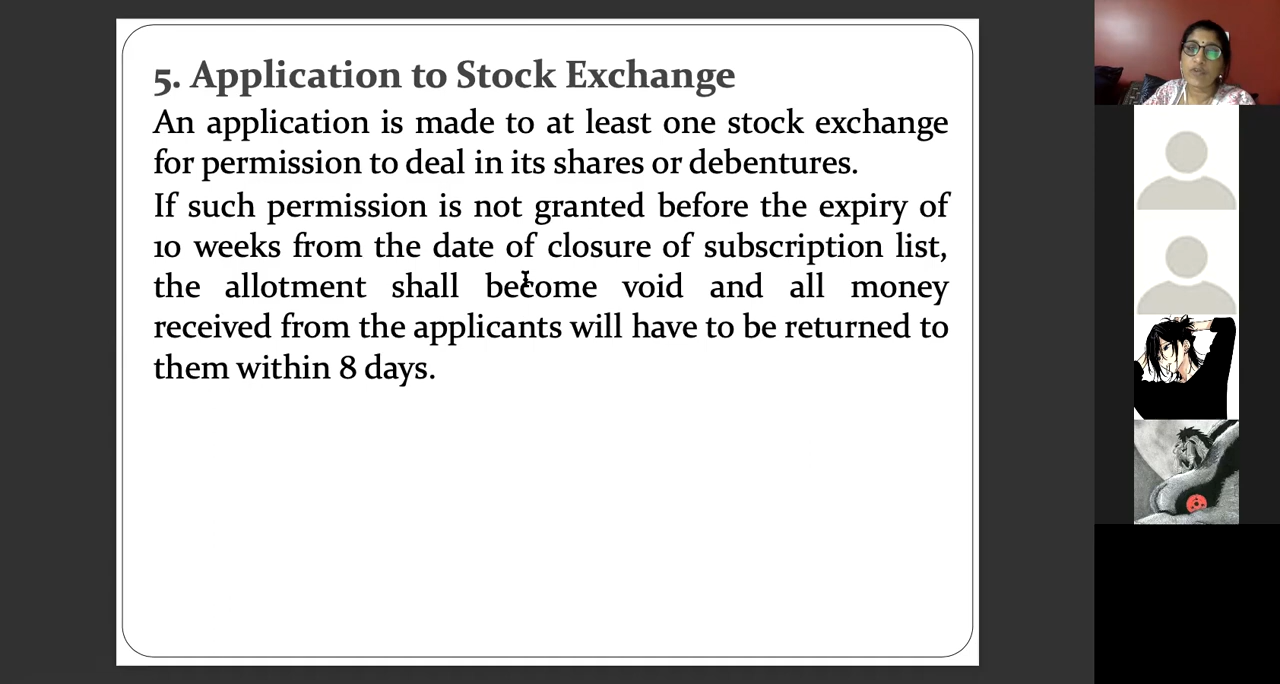 5. Application to Stock Exchange
An application is made to at least one stock exchange
for permission to deal in its shares or debentures.
If such permission is not granted before the expiry of
10 weeks from the date of closure of subscription list,
the allotment shall become void and all money
received from the applicants will have to be returned to
them within 8 days.